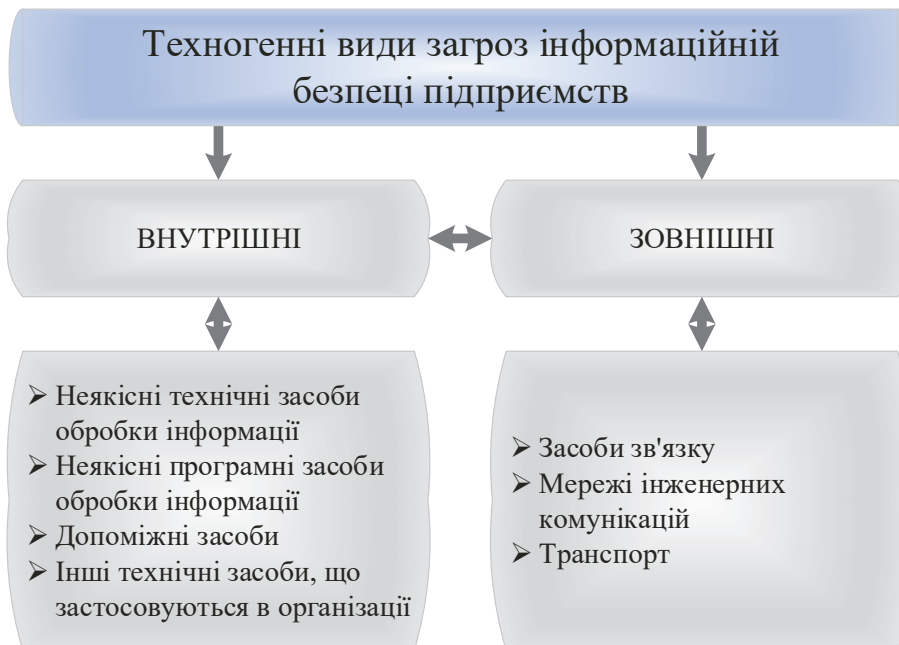 Техногенні види загроз інформаційній
безпеці підприємств
ВНУТРІШНІ
ЗОВНІШНІ
➢ Неякісні технічні засоби
обробки інформації
➢ Неякісні програмні засоби
обробки інформації
➢ Допоміжні засоби
➢ Інші технічні засоби, що
застосовуються в організації
➢ Засоби зв'язку
➢ Мережі інженерних
комунікацій
➢ Транспорт